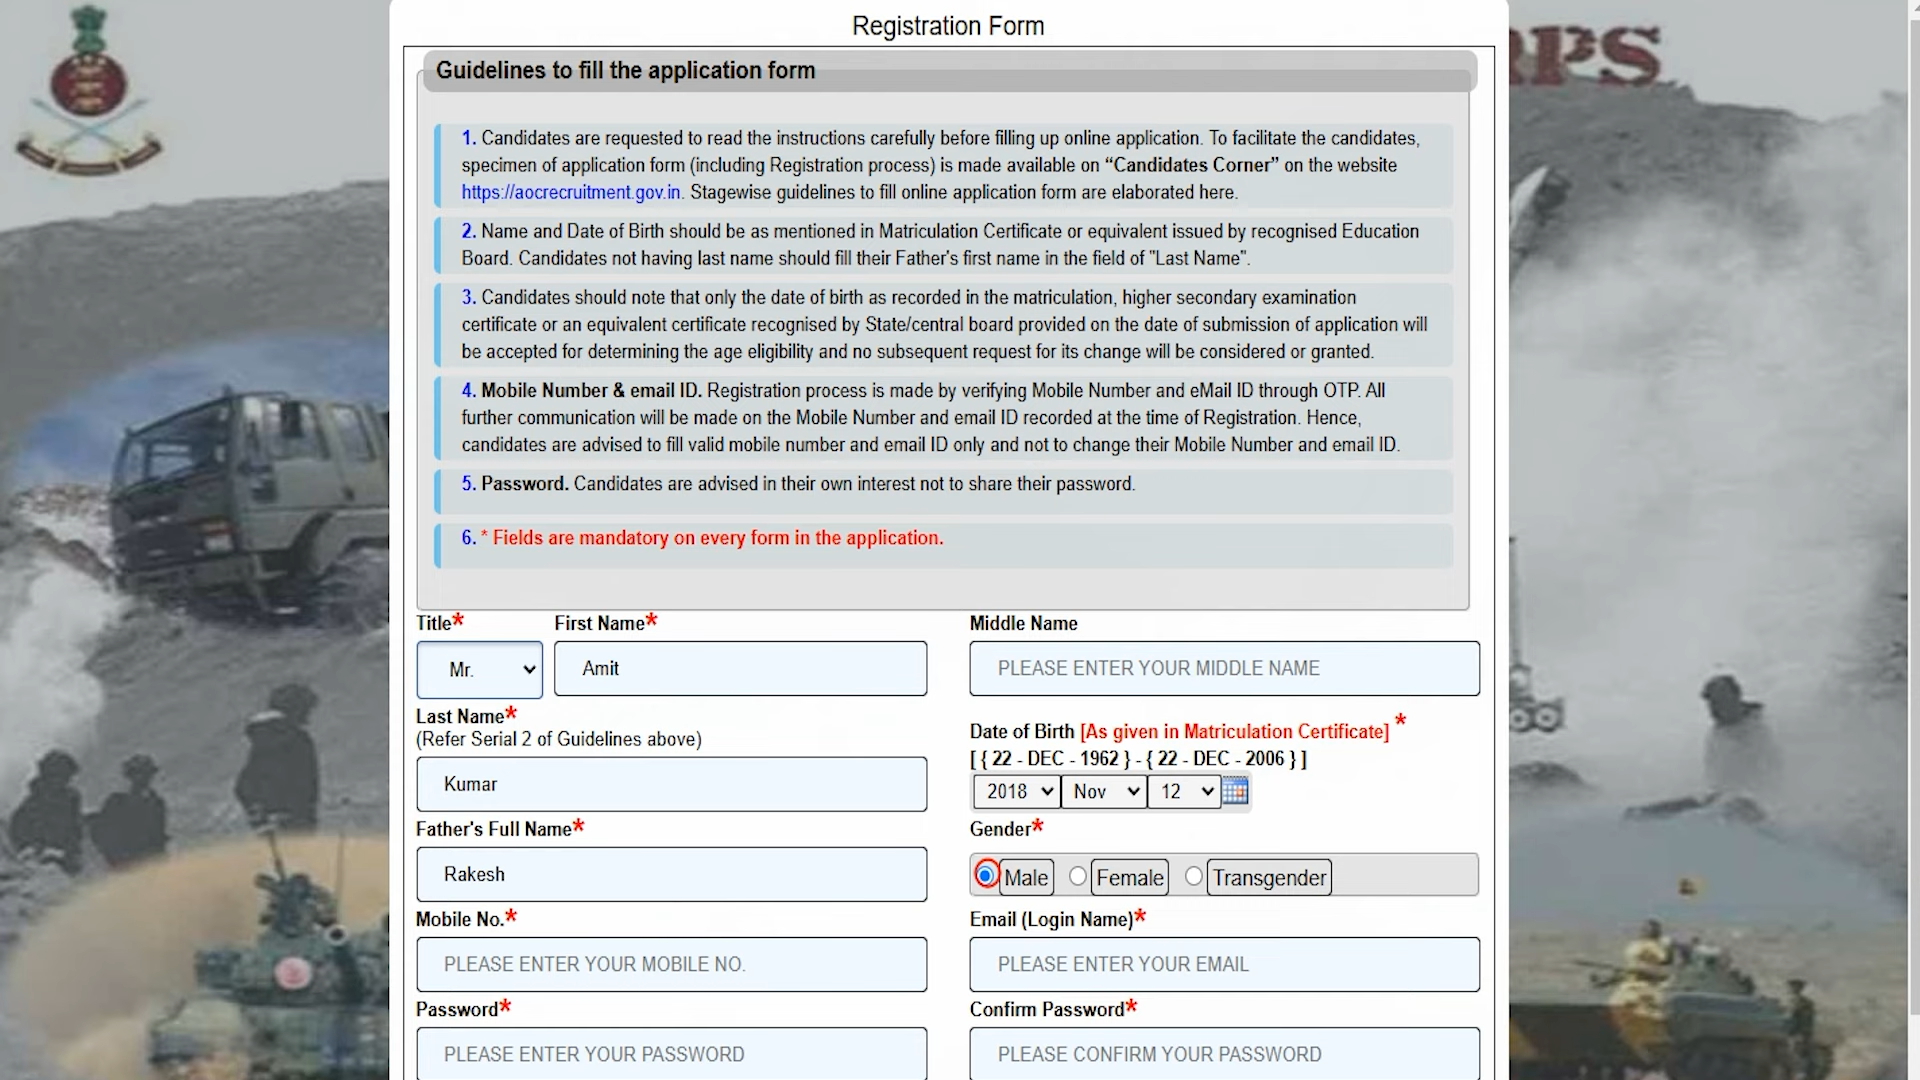 Registration Form
RPS
Guidelines to fill the application form
1. Candidates are requested to read the instructions carefully before filling up online application. To facilitate the candidates,
specimen of application form (including Registration process) is made available on “Candidates Corner” on the website
https://aocrecruitment.gov.in. Stagewise guidelines to fill online application form are elaborated here.
2. Name and Date of Birth should be as mentioned in Matriculation Certificate or equivalent issued by recognised Education
Board. Candidates not having last name should fill their Father's first name in the field of "Last Name".
3. Candidates should note that only the date of birth as recorded in the matriculation, higher secondary examination
certificate or an equivalent certificate recognised by State/central board provided on the date of submission of application will
be accepted for determining the age eligibility and no subsequent request for its change will be considered or granted.
4. Mobile Number & email ID. Registration process is made by verifying Mobile Number and eMail ID through OTP. All
further communication will be made on the Mobile Number and email ID recorded at the time of Registration. Hence,
candidates are advised to fill valid mobile number and email ID only and not to change their Mobile Number and email ID.
5. Password. Candidates are advised in their own interest not to share their password.
6. * Fields are mandatory on every form in the application.
Title* First Name* Middle Name
Mr. Amit PLEASE ENTER YOUR MIDDLE NAME
Last Name*
(Refer Serial 2 of Guidelines above)
Kumar
Date of Birth [As given in Matriculation Certificate] *
[ { 22 - DEC - 1962 } - { 22 - DEC - 2006 } ]
2018 Nov 12
Father's Full Name* Gender*
Rakesh Male Female Transgender
Mobile No.* Email (Login Name)*
PLEASE ENTER YOUR MOBILE NO. PLEASE ENTER YOUR EMAIL
Password* Confirm Password*
PLEASE ENTER YOUR PASSWORD PLEASE CONFIRM YOUR PASSWORD